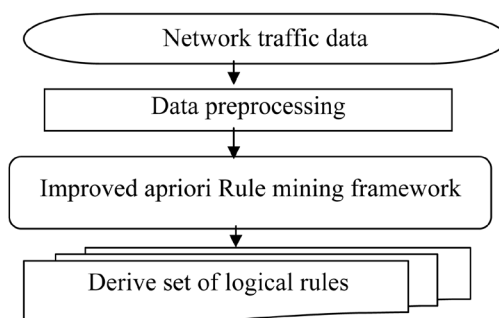 Network traffic data
Data preprocessing
Improved apriori Rule mining framework
Derive set of logical rules